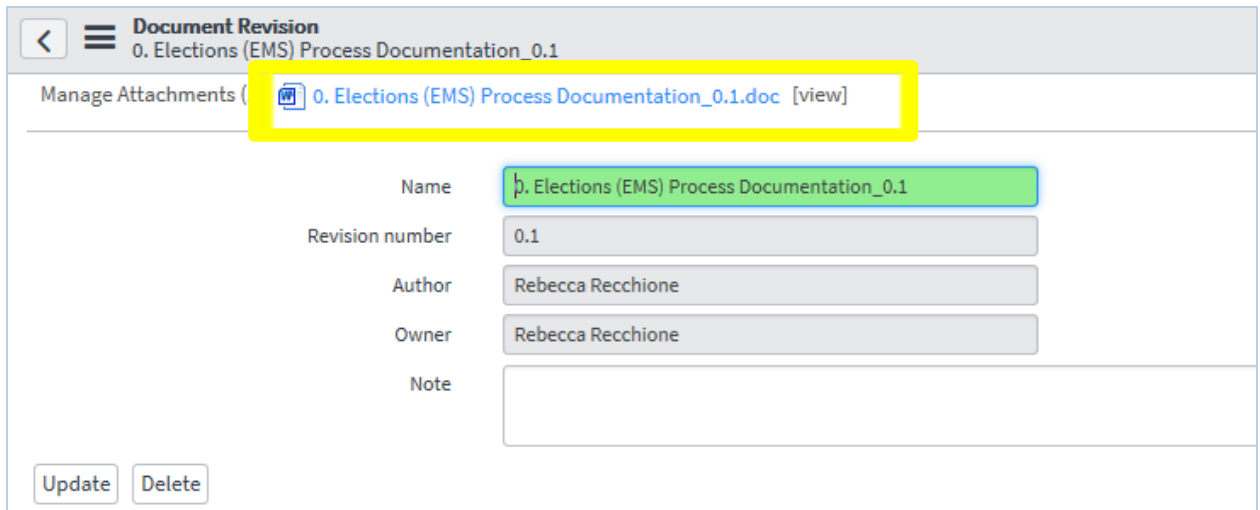 Document Revision
0. Elections (EMS) Process Documentation_0.1
Manage Attachments ( 0. Elections (EMS) Process Documentation_0.1.doc [view]
Name 0. Elections (EMS) Process Documentation_0.1
Revision number 0.1
Author Rebecca Recchione
Owner Rebecca Recchione
Note
Update Delete